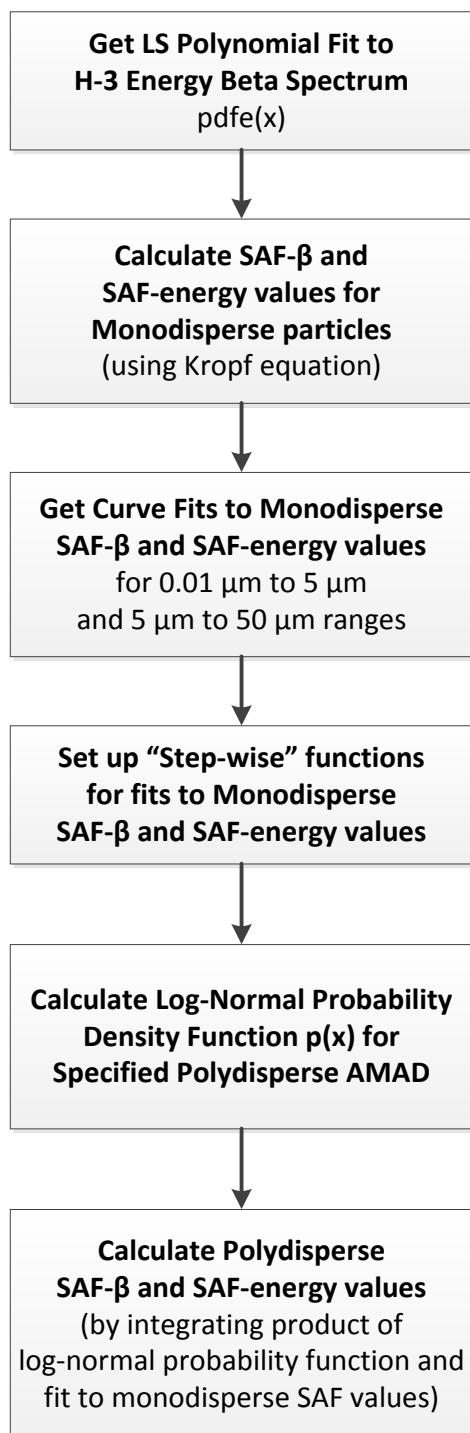 Get LS Polynomial Fit to
H-3 Energy Beta Spectrum
pdfe(x)
Calculate SAF-β and
SAF-energy values for
Monodisperse particles
(using Kropf equation)
Get Curve Fits to Monodisperse
SAF-β and SAF-energy values
for 0.01 μm to 5 μm
and 5 μm to 50 μm ranges
Set up “Step-wise” functions
for fits to Monodisperse
SAF-β and SAF-energy values
Calculate Log-Normal Probability
Density Function p(x) for
Specified Polydisperse AMAD
Calculate Polydisperse
SAF-β and SAF-energy values
(by integrating product of
log-normal probability function and
fit to monodisperse SAF values)